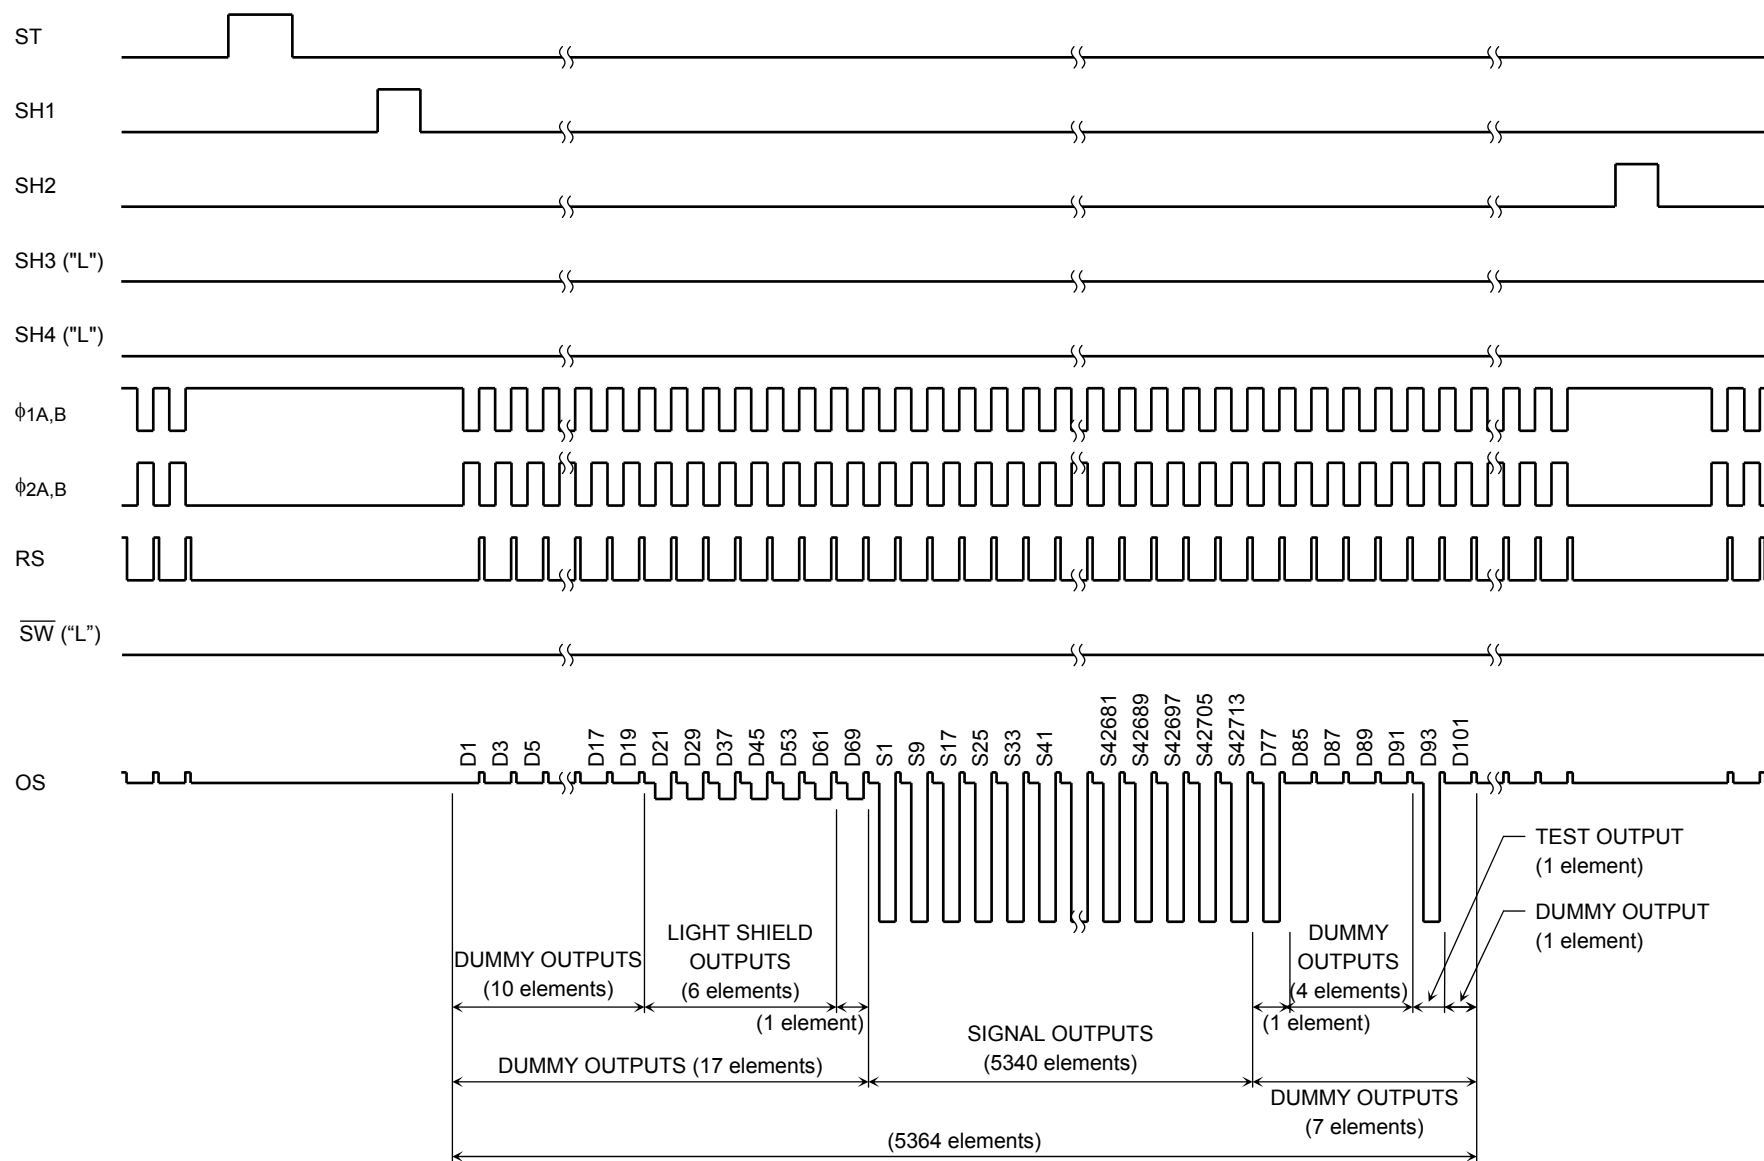 ST
SH1
SH2
SH3 ("L")
SH4 ("L")
ϕ1A,B
ϕ2A,B
RS
S̅W̅ (“L”)
OS
D1
D3
D5
D17
D19
D21
D29
D37
D45
D53
D61
D69
S1
S9
S17
S25
S33
S41
S42681
S42689
S42697
S42705
S42713
D77
D85
D87
D89
D91
D93
D101
TEST OUTPUT
(1 element)
DUMMY OUTPUT
(1 element)
DUMMY OUTPUTS
(10 elements)
LIGHT SHIELD
OUTPUTS
(6 elements)
(1 element)
DUMMY
OUTPUTS
(4 elements)
(1 element)
SIGNAL OUTPUTS
(5340 elements)
DUMMY OUTPUTS (17 elements)
DUMMY OUTPUTS
(7 elements)
(5364 elements)